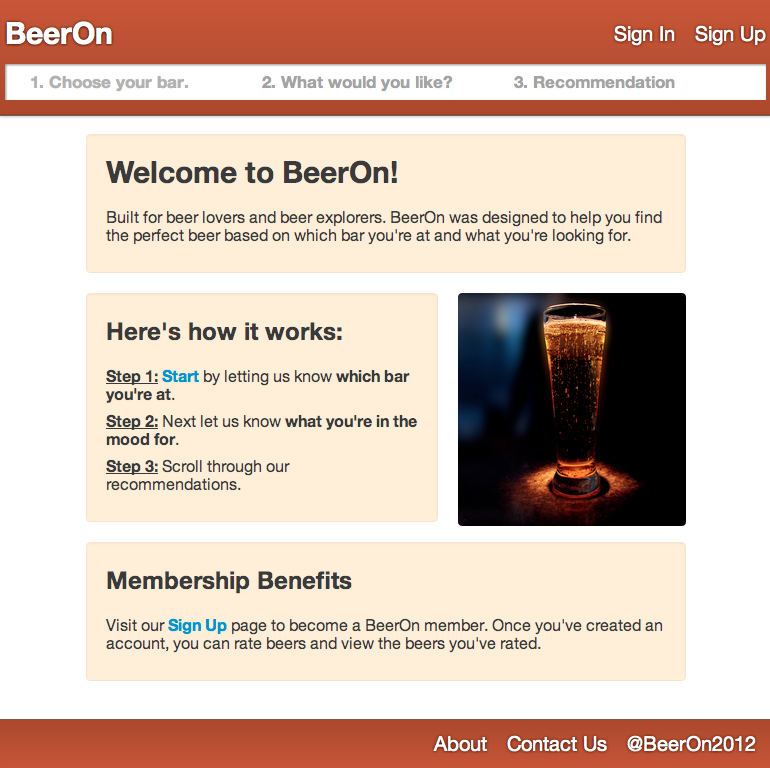 BeerOn
Sign In Sign Up
1. Choose your bar. 2. What would you like? 3. Recommendation
Welcome to BeerOn!
Built for beer lovers and beer explorers. BeerOn was designed to help you find
the perfect beer based on which bar you're at and what you're looking for.
Here's how it works:
Step 1: Start by letting us know which bar
you're at.
Step 2: Next let us know what you're in the
mood for.
Step 3: Scroll through our
recommendations.
Membership Benefits
Visit our Sign Up page to become a BeerOn member. Once you've created an
account, you can rate beers and view the beers you've rated.
About Contact Us @BeerOn2012